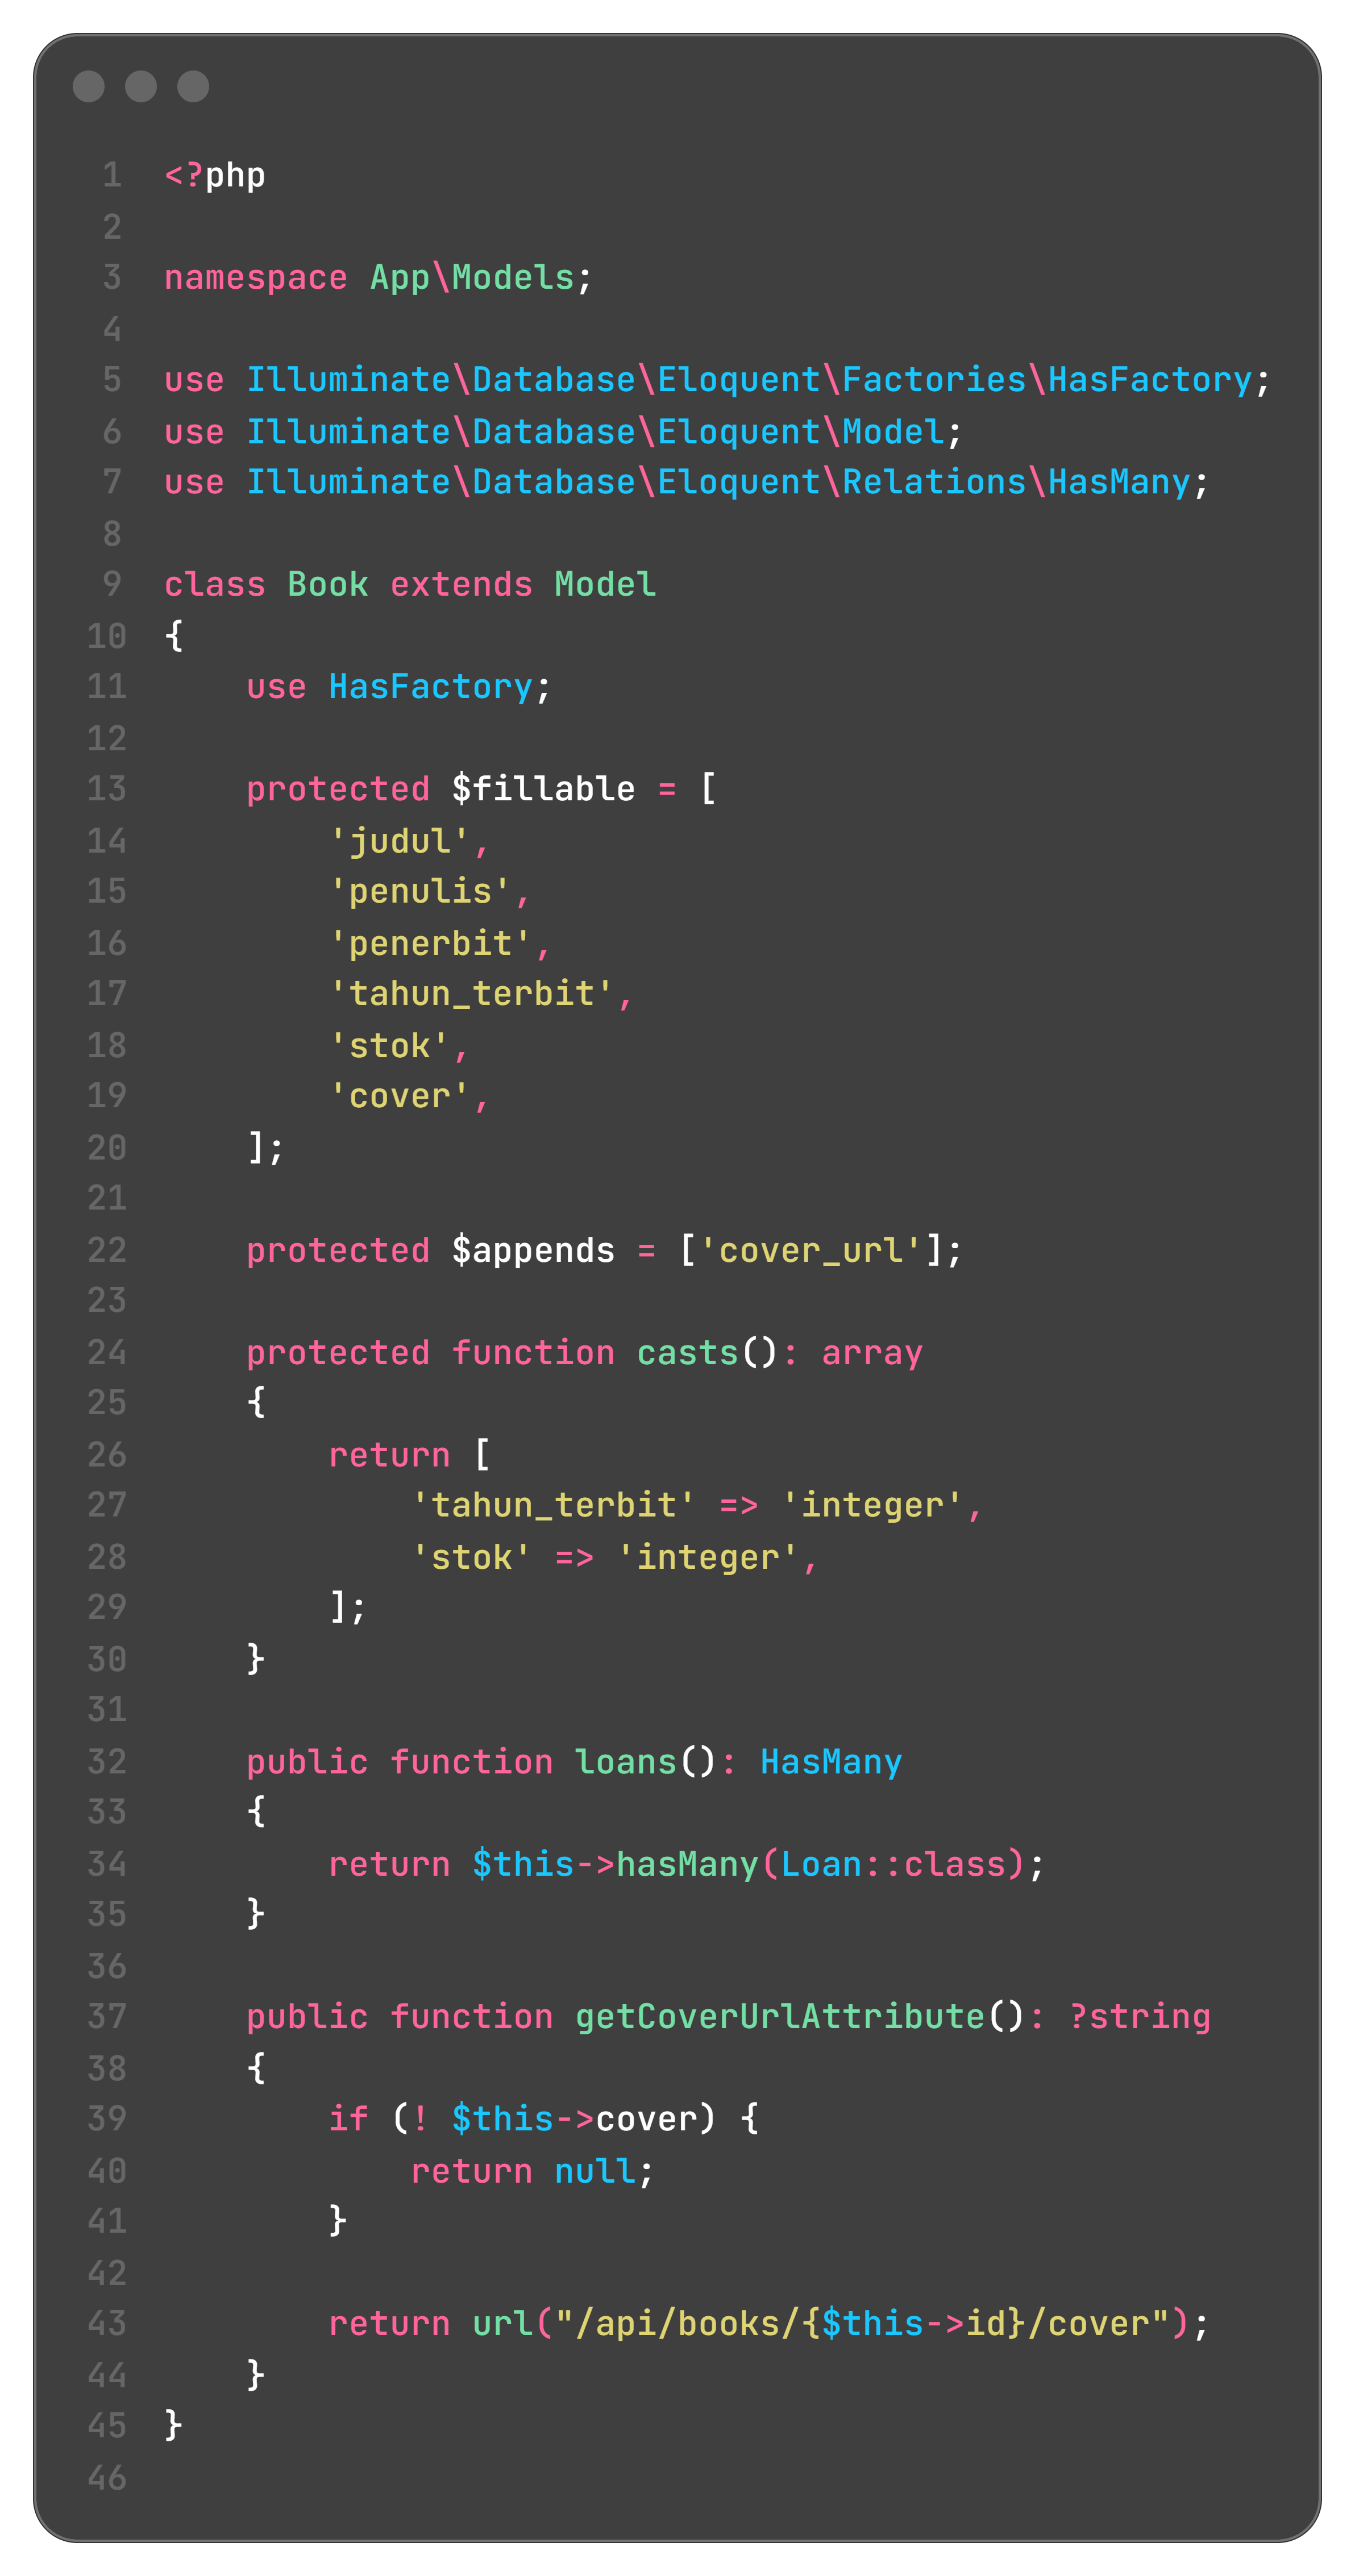 1 <?php
2
3 namespace App\Models;
4
5 use Illuminate\Database\Eloquent\Factories\HasFactory;
6 use Illuminate\Database\Eloquent\Model;
7 use Illuminate\Database\Eloquent\Relations\HasMany;
8
9 class Book extends Model
10 {
11     use HasFactory;
12
13     protected $fillable = [
14         'judul',
15         'penulis',
16         'penerbit',
17         'tahun_terbit',
18         'stok',
19         'cover',
20     ];
21
22     protected $appends = ['cover_url'];
23
24     protected function casts(): array
25     {
26         return [
27             'tahun_terbit' => 'integer',
28             'stok' => 'integer',
29         ];
30     }
31
32     public function loans(): HasMany
33     {
34         return $this->hasMany(Loan::class);
35     }
36
37     public function getCoverUrlAttribute(): ?string
38     {
39         if (! $this->cover) {
40             return null;
41         }
42
43         return url("/api/books/{$this->id}/cover");
44     }
45 }
46